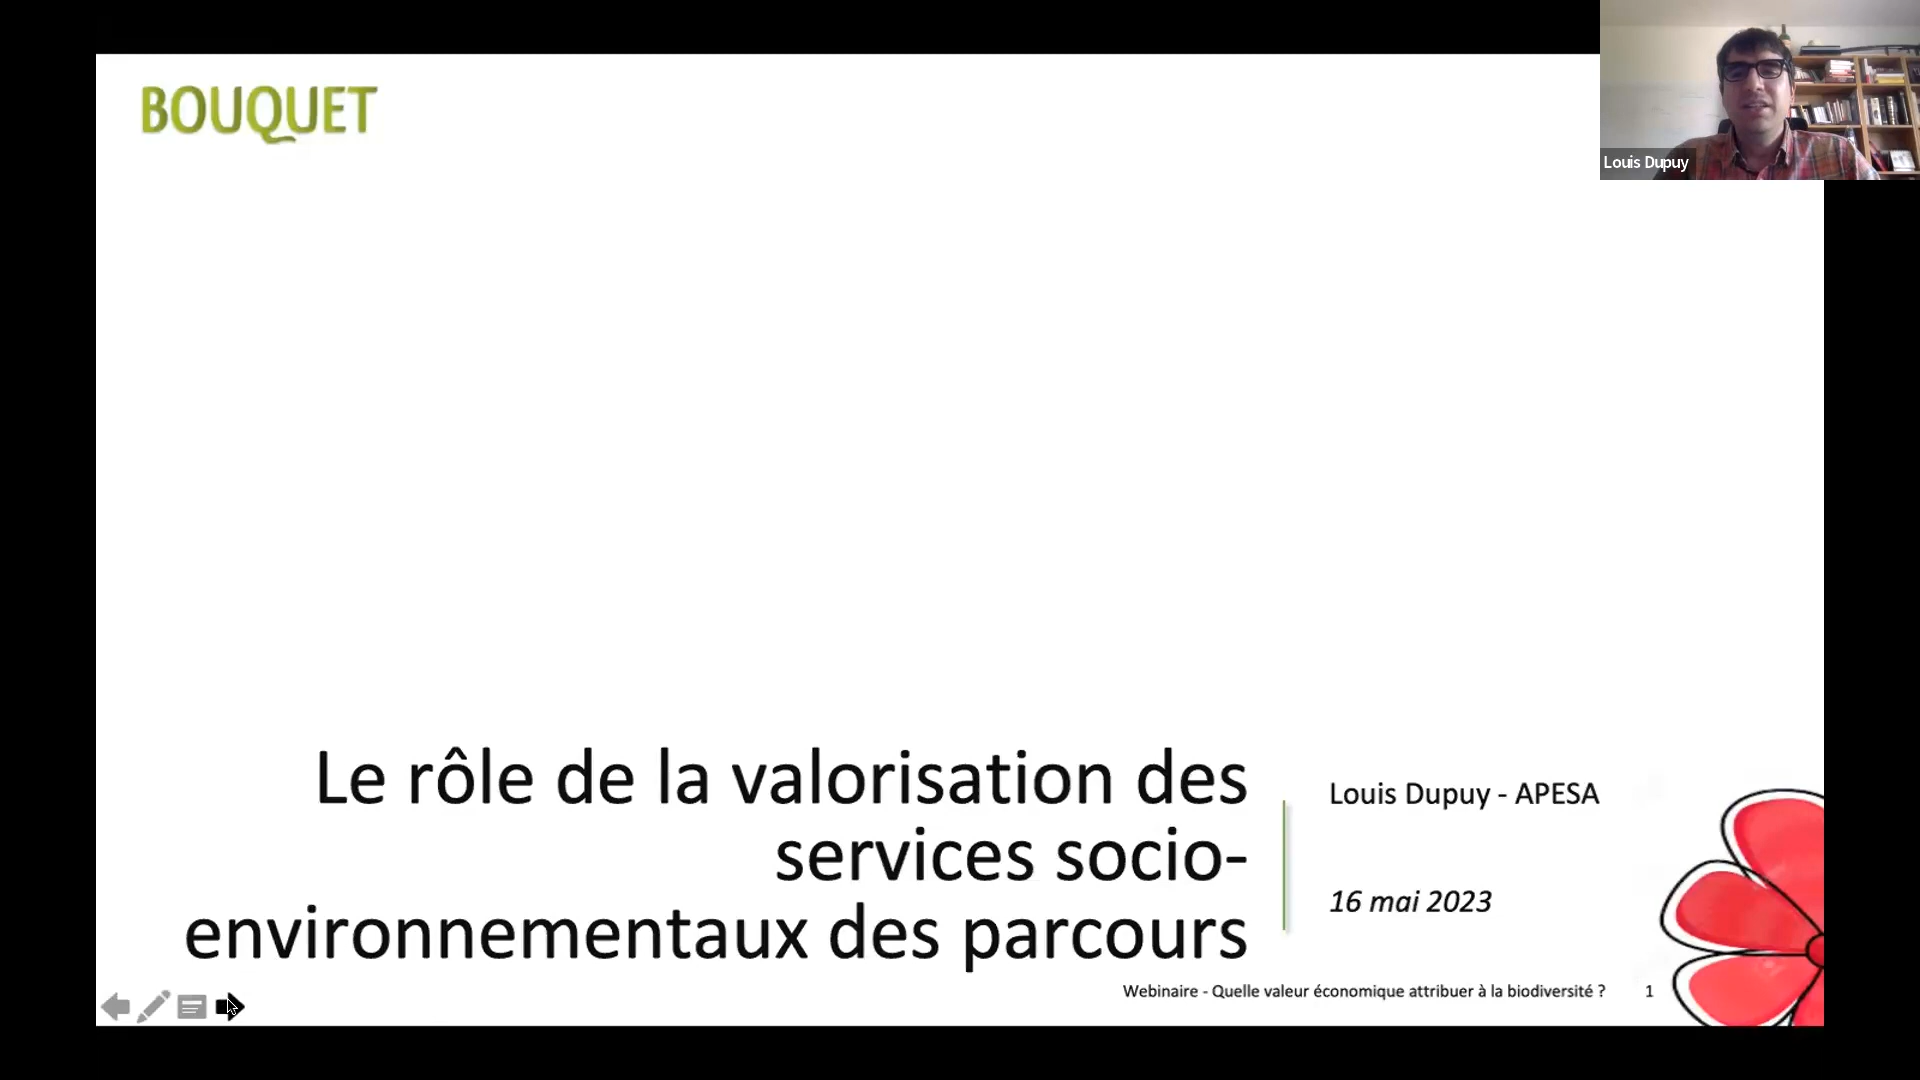 BOUQUET
Louis Dupuy
Le rôle de la valorisation des
services socio-
environnementaux des parcours
Louis Dupuy - APESA
16 mai 2023
Webinaire - Quelle valeur économique attribuer à la biodiversité ?
1